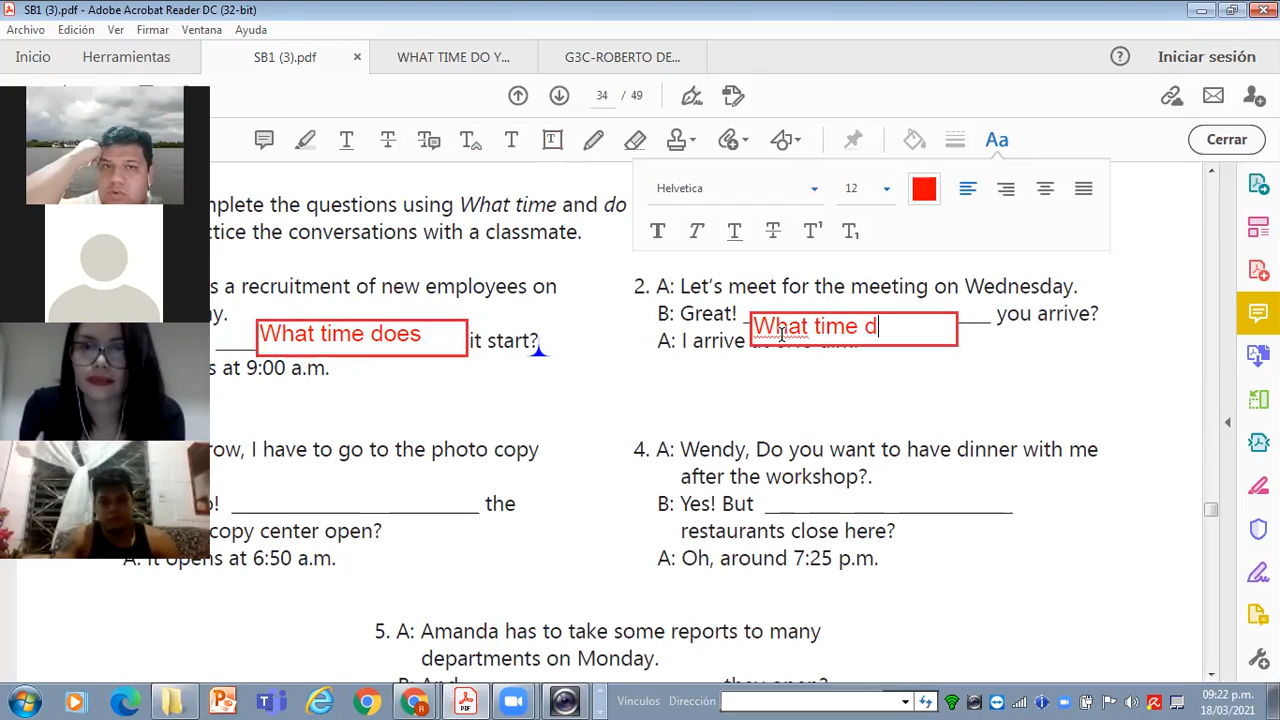 SB1 (3).pdf - Adobe Acrobat Reader DC (32-bit)
Archivo Edición Ver Firmar Ventana Ayuda
Inicio Herramientas SB1 (3).pdf × WHAT TIME DO Y... G3C-ROBERTO DE... Iniciar sesión
34 / 49
Aa Cerrar
Helvetica 12
mplete the questions using What time and do
ctice the conversations with a classmate.
s a recruitment of new employees on
y.
What time does it start?
s at 9:00 a.m.
2. A: Let's meet for the meeting on Wednesday.
B: Great! What time d you arrive?
A: I arrive
row, I have to go to the photo copy
o! the
copy center open?
A: It opens at 6:50 a.m.
4. A: Wendy, Do you want to have dinner with me
after the workshop?.
B: Yes! But
restaurants close here?
A: Oh, around 7:25 p.m.
5. A: Amanda has to take some reports to many
departments on Monday.
Vínculos Dirección
09:22 p.m.
18/03/2021